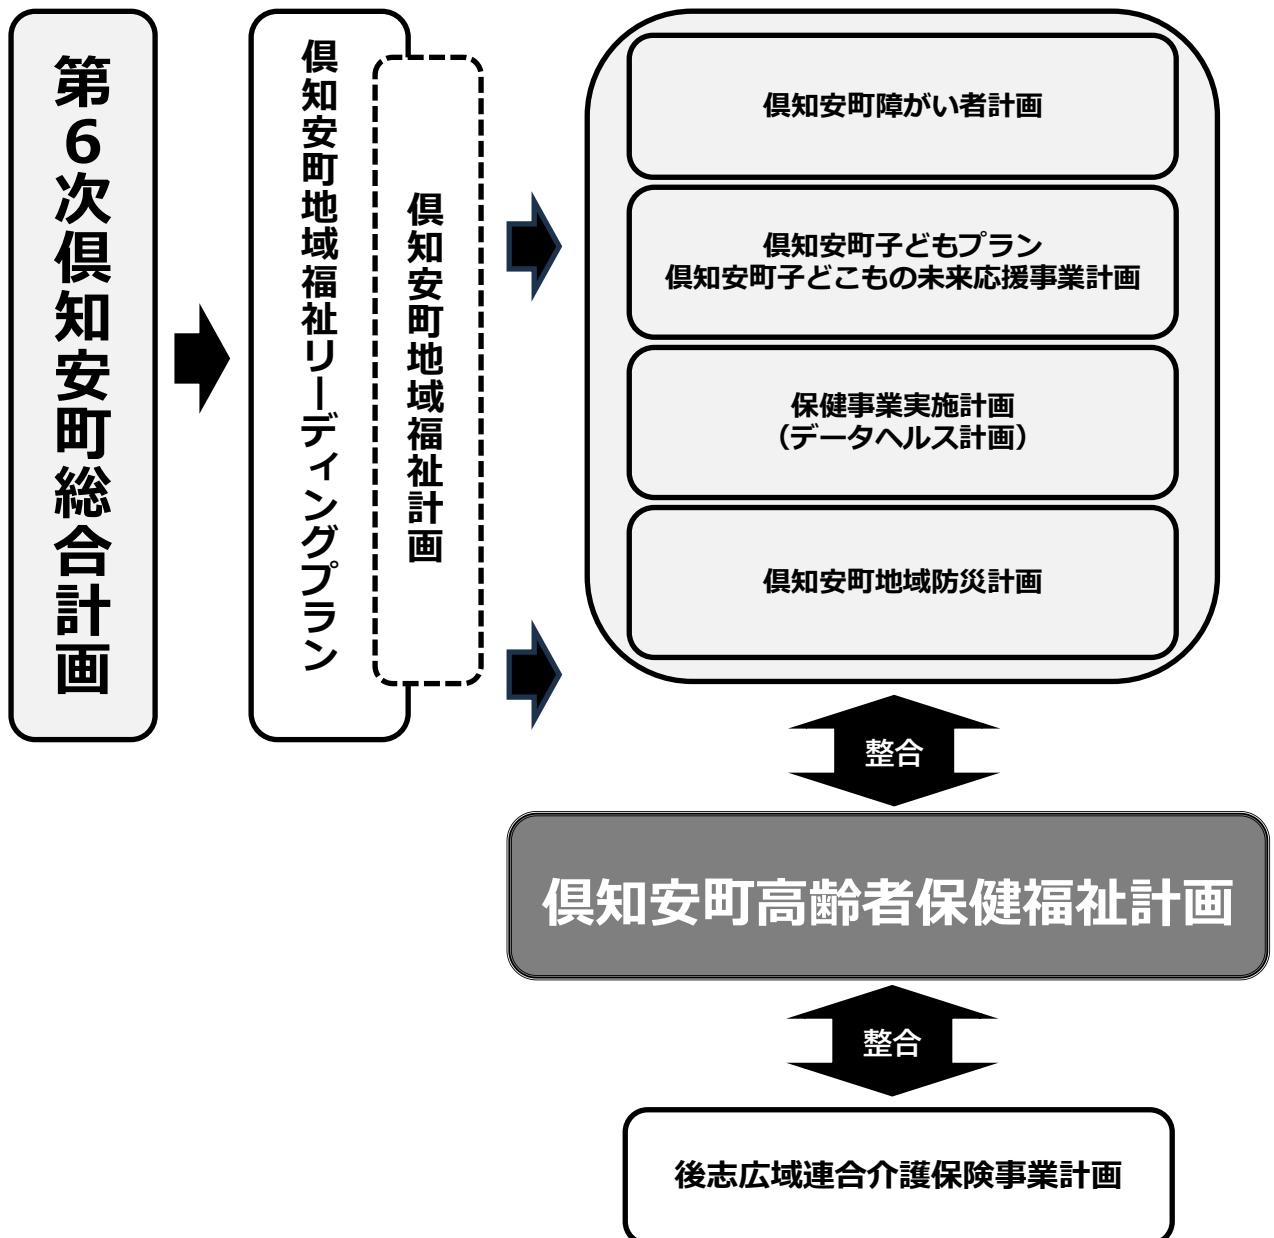 第６次倶知安町総合計画
倶知安町地域福祉リーディングプラン
倶知安町地域福祉計画
倶知安町障がい者計画
倶知安町子どもプラン
倶知安町子どこもの未来応援事業計画
保健事業実施計画
（データヘルス計画）
倶知安町地域防災計画
整合
倶知安町高齢者保健福祉計画
整合
後志広域連合介護保険事業計画